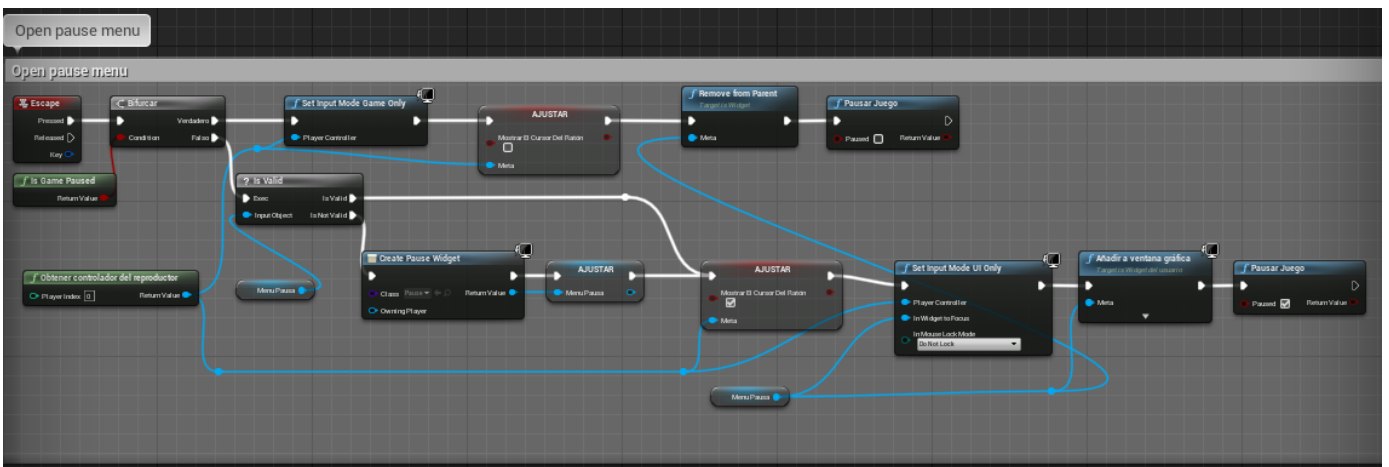 Open pause menu
Open pause menu
Escape
Pressed
Released
Key
Bifurcar
Verdadero
Condition
Falso
Set Input Mode Game Only
Player Controller
AJUSTAR
Mostrar El Cursor Del Ratón
Meta
Remove from Parent
Target is Widget
Meta
Pausar Juego
Paused
Return Value
Is Game Paused
Return Value
? Is Valid
Exec
Is Valid
Input Object
Is Not Valid
Obtener controlador del reproductor
Player Index 0
Return Value
Menu Pausa
Create Pause Widget
Class Pause
Return Value
Owning Player
AJUSTAR
Menu Pausa
AJUSTAR
Mostrar El Cursor Del Ratón
Meta
Set Input Mode UI Only
Player Controller
In Widget to Focus
In Mouse Lock Mode
Do Not Lock
Añadir a ventana gráfica
Target is Widget del usuario
Meta
Pausar Juego
Paused
Return Value
Menu Pausa